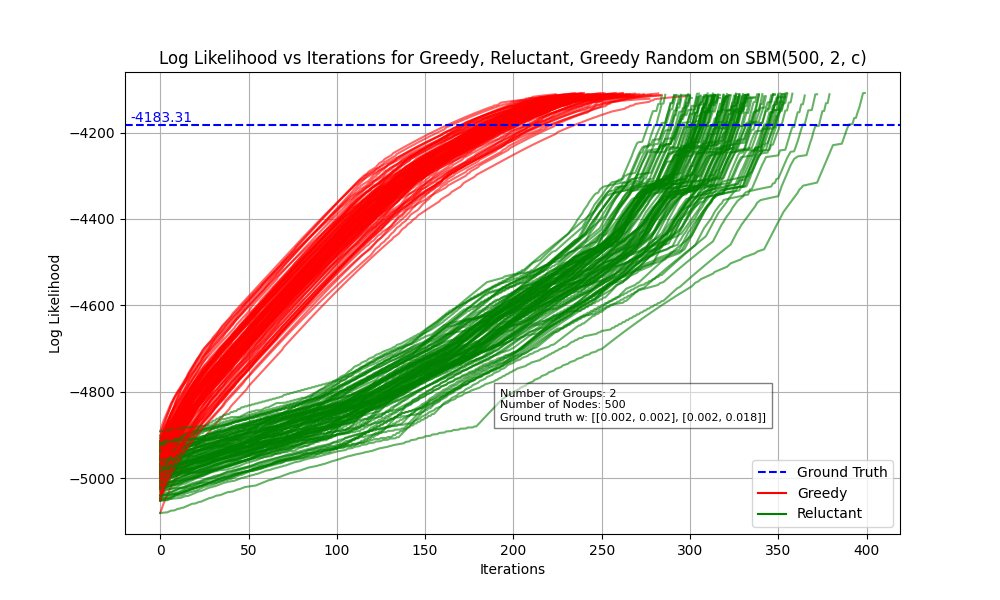 Log Likelihood vs Iterations for Greedy, Reluctant, Greedy Random on SBM(500, 2, c)
-4183.31
−4200
−4400
−4600
−4800
−5000
Log Likelihood
Number of Groups: 2
Number of Nodes: 500
Ground truth w: [[0.002, 0.002], [0.002, 0.018]]
Ground Truth
Greedy
Reluctant
0 50 100 150 200 250 300 350 400
Iterations